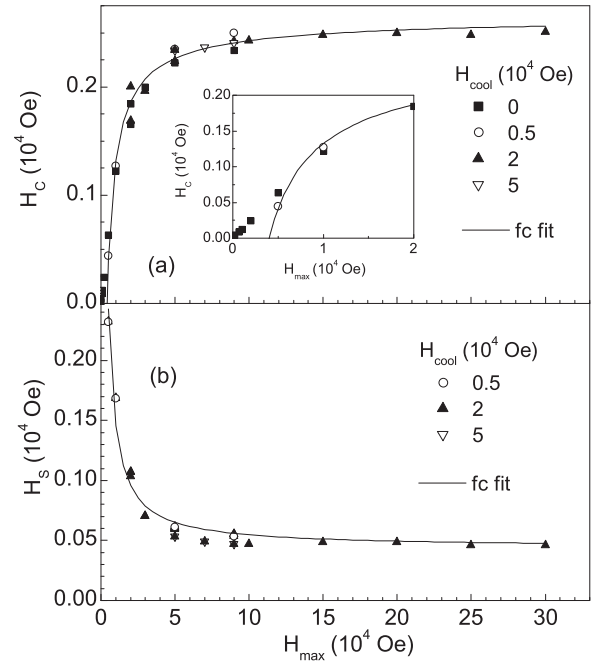 0.2
0.1
0.0
H_C (10^4 Oe)
(a)
H_cool (10^4 Oe)
0
0.5
2
5
fc fit
0.20
0.15
0.10
0.05
0.00
H_C (10^4 Oe)
0 1 2
H_max (10^4 Oe)
0.20
0.15
0.10
0.05
0.00
H_S (10^4 Oe)
(b)
H_cool (10^4 Oe)
0.5
2
5
fc fit
0 5 10 15 20 25 30
H_max (10^4 Oe)